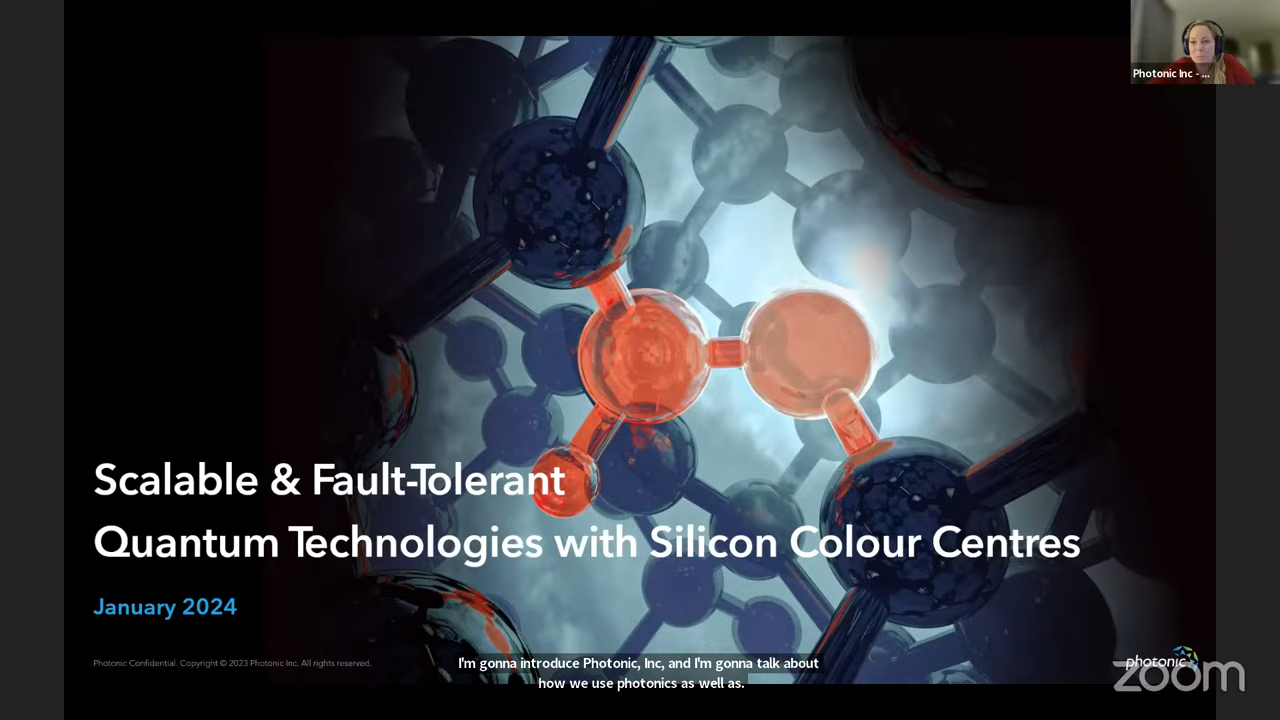 Photonic Inc - ...
Scalable & Fault-Tolerant
Quantum Technologies with Silicon Colour Centres
January 2024
Photonic Confidential. Copyright © 2023 Photonic Inc. All rights reserved.
I'm gonna introduce Photonic, Inc, and I'm gonna talk about
how we use photonics as well as.
photonic
zoom